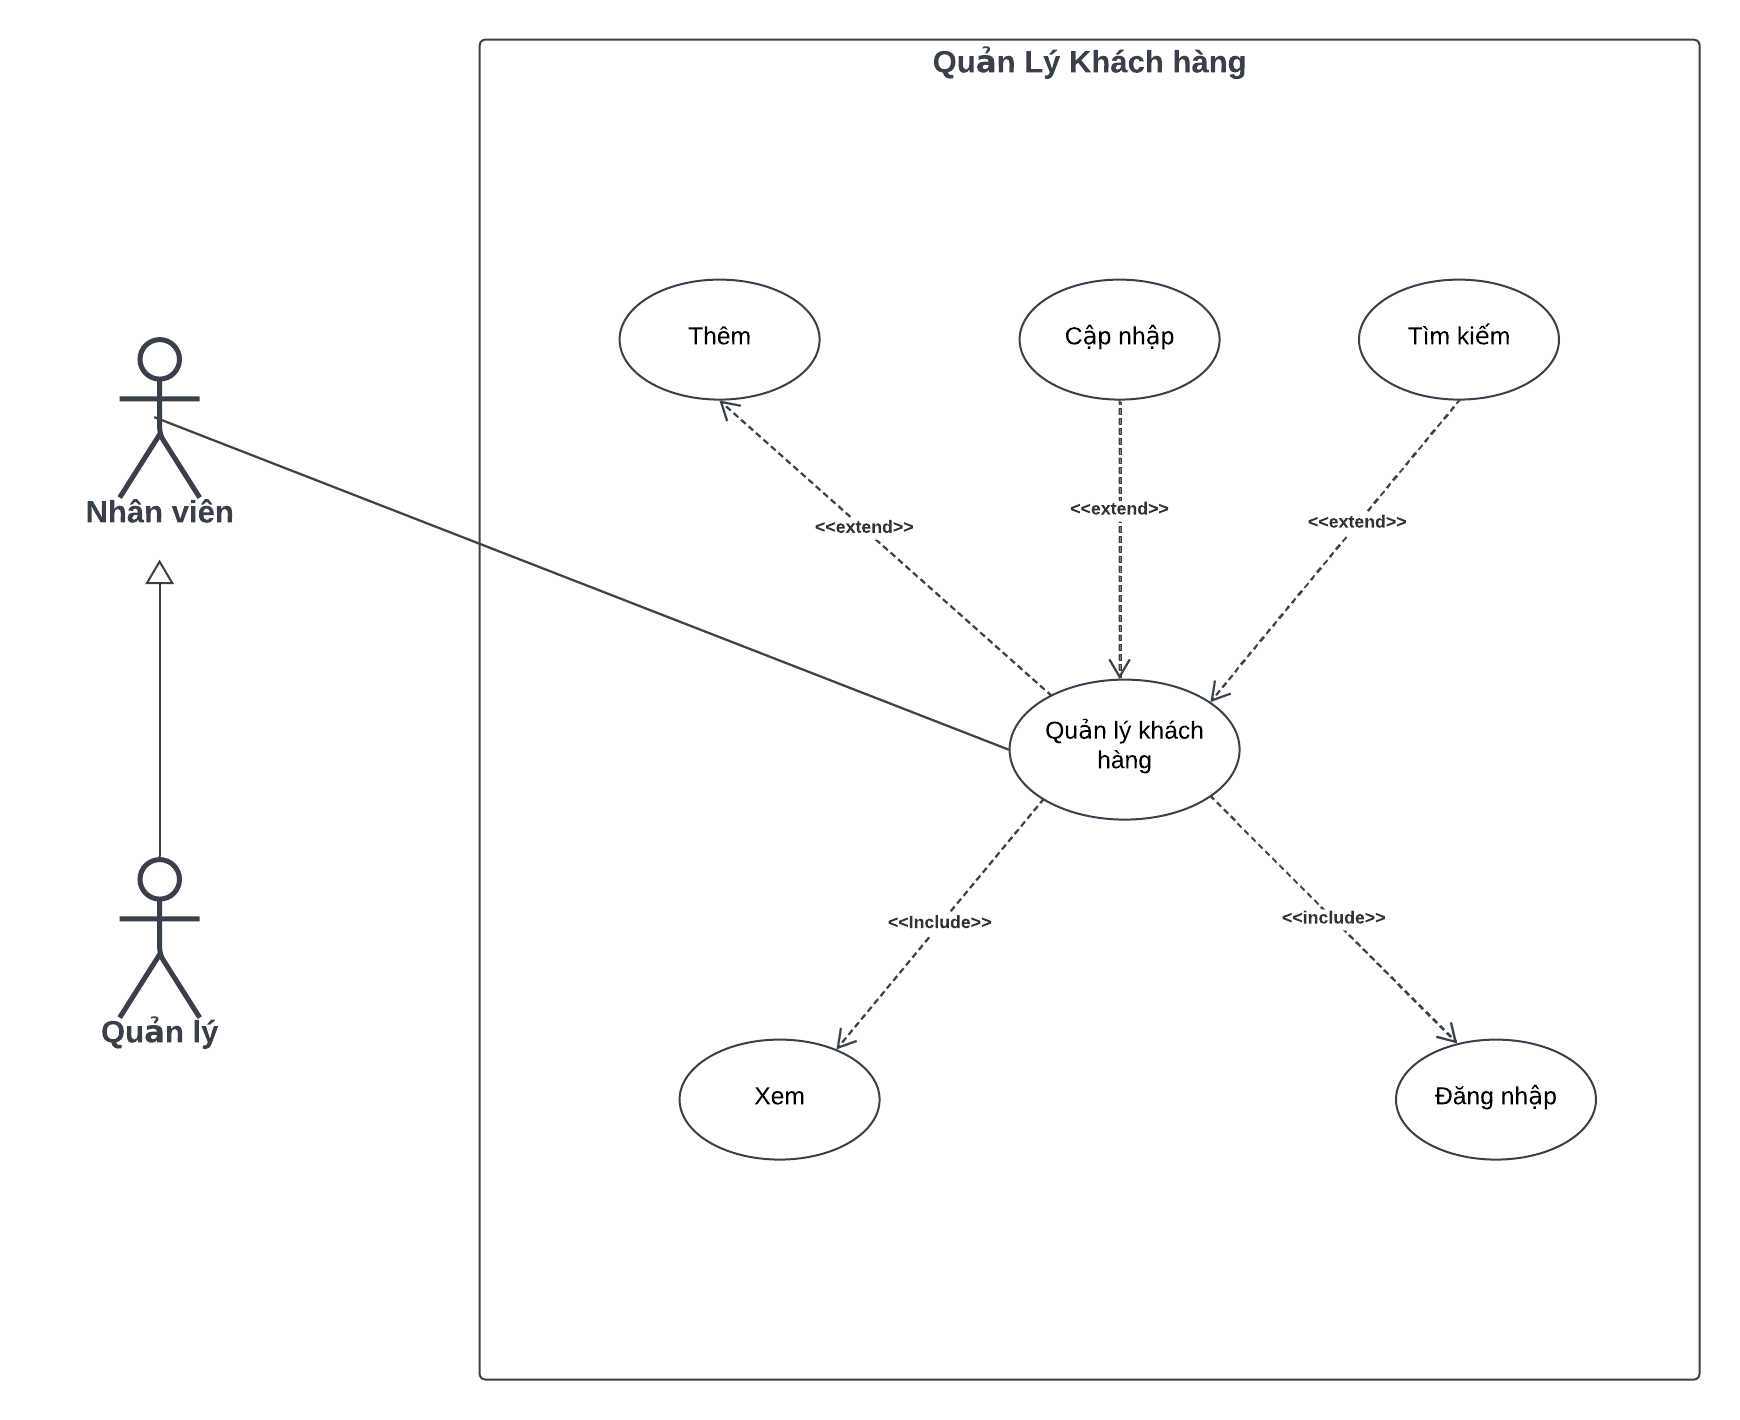 Quản Lý Khách hàng
Thêm
Cập nhập
Tìm kiếm
Nhân viên
<<extend>>
<<extend>>
<<extend>>
Quản lý khách
hàng
<<Include>>
<<include>>
Quản lý
Xem
Đăng nhập